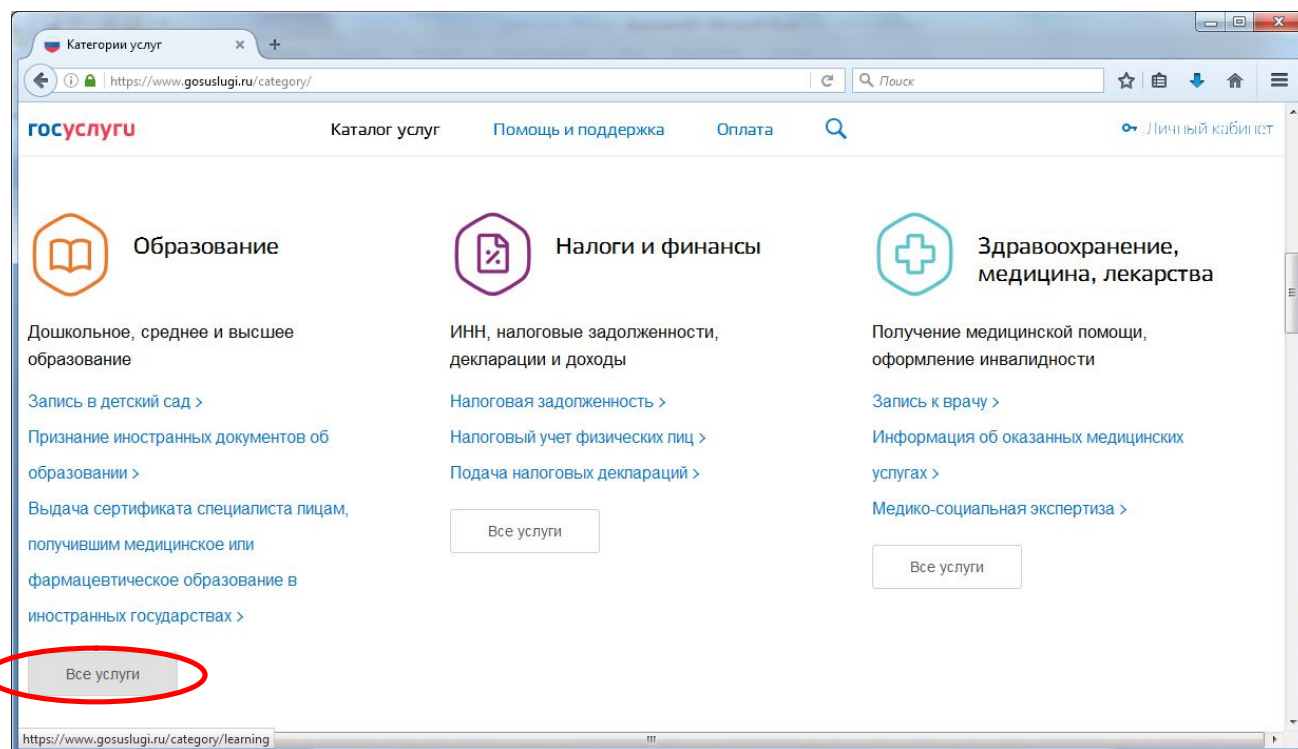 Категории услуг
https://www.gosuslugi.ru/category/
Поиск
госуслуги
Каталог услуг
Помощь и поддержка
Оплата
Личный кабинет
Образование
Дошкольное, среднее и высшее
образование
Запись в детский сад >
Признание иностранных документов об
образовании >
Выдача сертификата специалиста лицам,
получившим медицинское или
фармацевтическое образование в
иностранных государствах >
Все услуги
Налоги и финансы
ИНН, налоговые задолженности,
декларации и доходы
Налоговая задолженность >
Налоговый учет физических лиц >
Подача налоговых деклараций >
Все услуги
Здравоохранение,
медицина, лекарства
Получение медицинской помощи,
оформление инвалидности
Запись к врачу >
Информация об оказанных медицинских
услугах >
Медико-социальная экспертиза >
Все услуги
https://www.gosuslugi.ru/category/learning